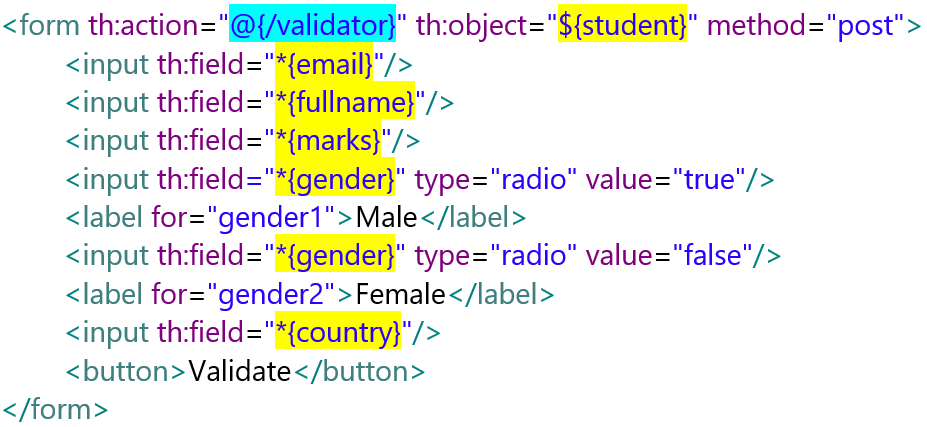 <form th:action="@{/validator}" th:object="${student}" method="post">
<input th:field="*{email}"/>
<input th:field="*{fullname}"/>
<input th:field="*{marks}"/>
<input th:field="*{gender}" type="radio" value="true"/>
<label for="gender1">Male</label>
<input th:field="*{gender}" type="radio" value="false"/>
<label for="gender2">Female</label>
<input th:field="*{country}"/>
<button>Validate</button>
</form>